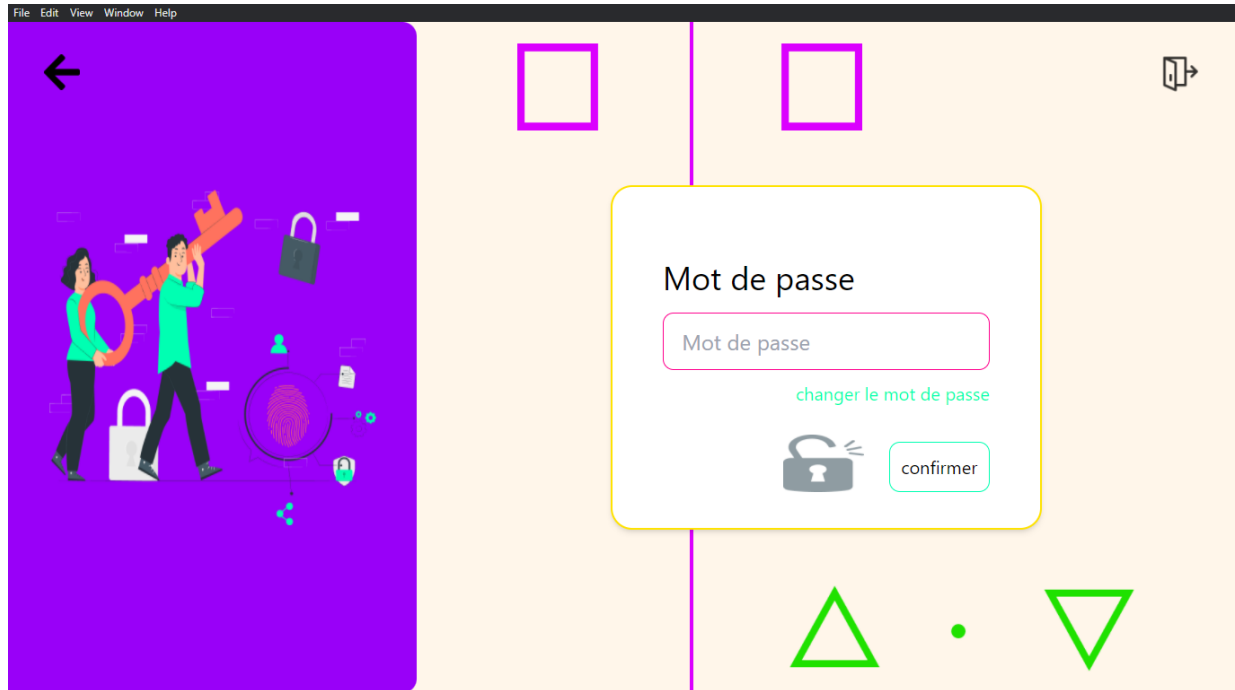 File Edit View Window Help
Mot de passe
Mot de passe
changer le mot de passe
confirmer